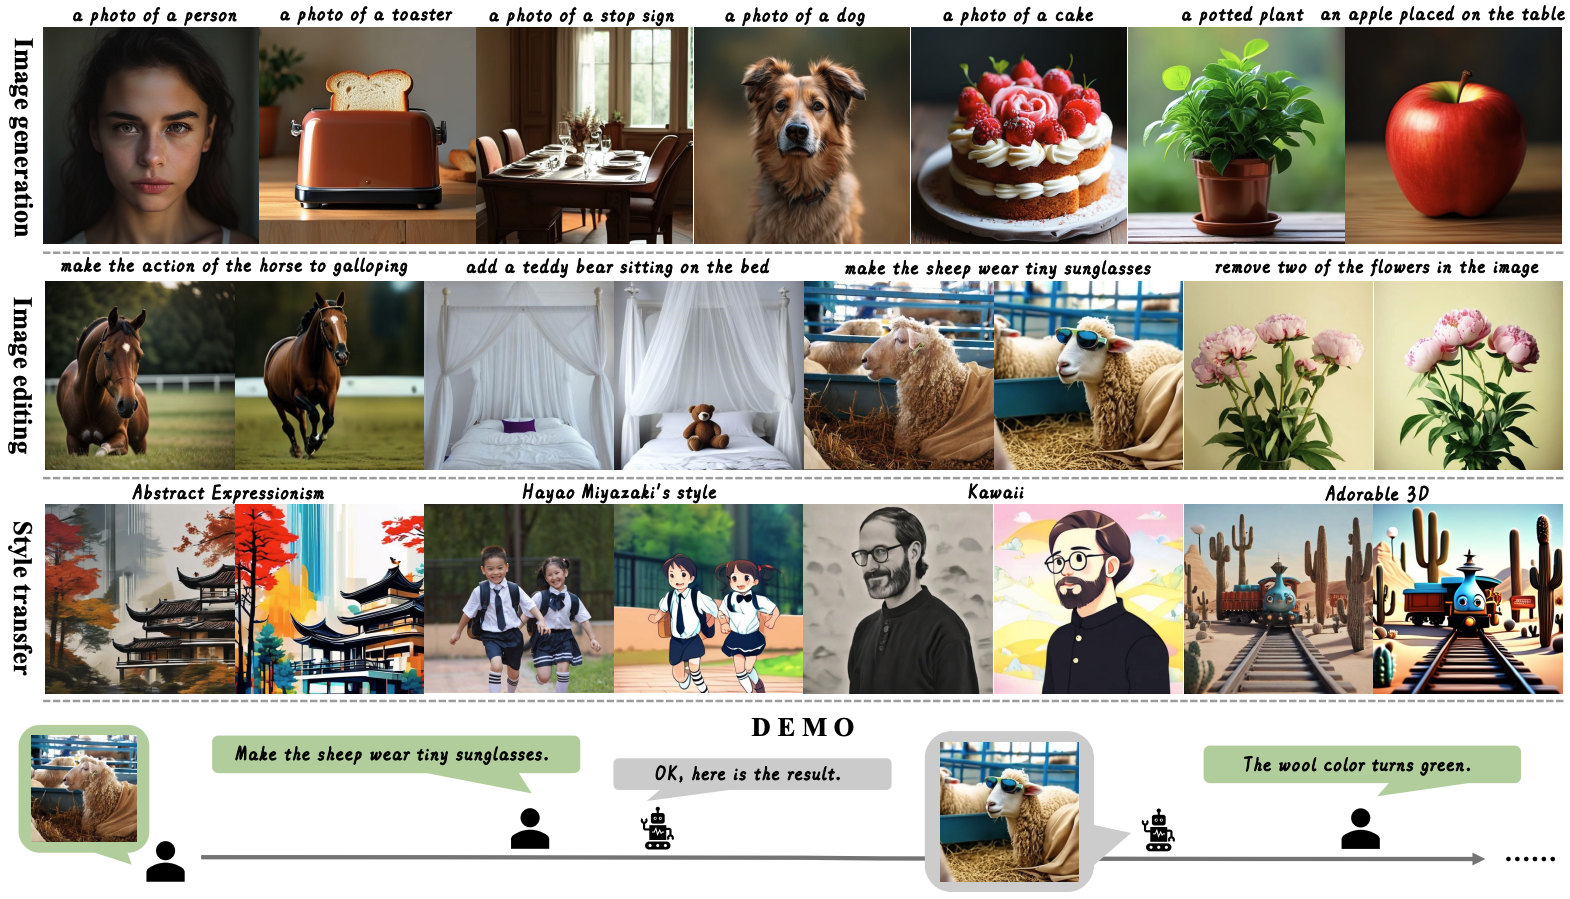 a photo of a person
a photo of a toaster
a photo of a stop sign
a photo of a dog
a photo of a cake
a potted plant
an apple placed on the table
Image generation
make the action of the horse to galloping
add a teddy bear sitting on the bed
make the sheep wear tiny sunglasses
remove two of the flowers in the image
Image editing
Abstract Expressionism
Hayao Miyazaki's style
Kawaii
Adorable 3D
Style transfer
DEMO
Make the sheep wear tiny sunglasses.
OK, here is the result.
The wool color turns green.
......